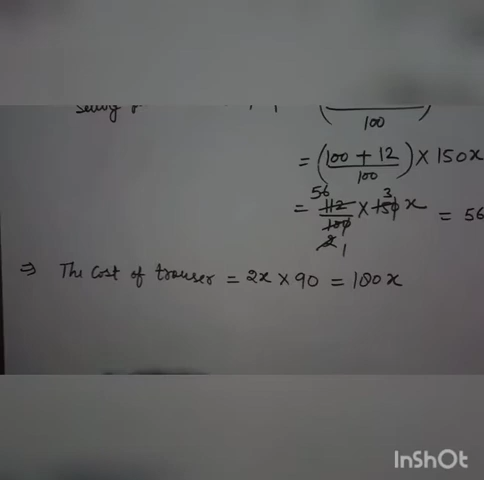 100
= (100 + 12 / 100) × 150x
= 112 / 100 × 150 x = 56
56 3
2 1
⇒ The Cost of trouser = 2x × 90 = 180x
InShOt